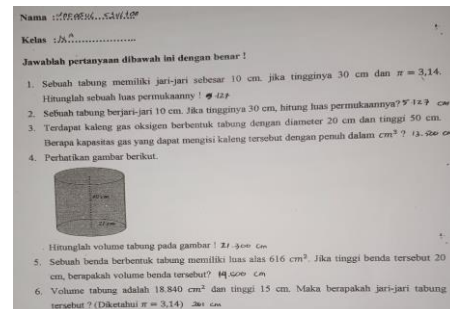 Nama :
Kelas :
Jawablah pertanyaan dibawah ini dengan benar !
1. Sebuah tabung memiliki jari-jari sebesar 10 cm. jika tingginya 30 cm dan π = 3,14.
Hitunglah sebuah luas permukaanny !
2. Sebuah tabung berjari-jari 10 cm. Jika tingginya 30 cm, hitung luas permukaannya?
3. Terdapat kaleng gas oksigen berbentuk tabung dengan diameter 20 cm dan tinggi 50 cm.
Berapa kapasitas gas yang dapat mengisi kaleng tersebut dengan penuh dalam cm³ ?
4. Perhatikan gambar berikut.
Hitunglah volume tabung pada gambar !
5. Sebuah benda berbentuk tabung memiliki luas alas 616 cm². Jika tinggi benda tersebut 20
cm, berapakah volume benda tersebut?
6. Volume tabung adalah 18.840 cm² dan tinggi 15 cm. Maka berapakah jari-jari tabung
tersebut ? (Diketahui π = 3,14)